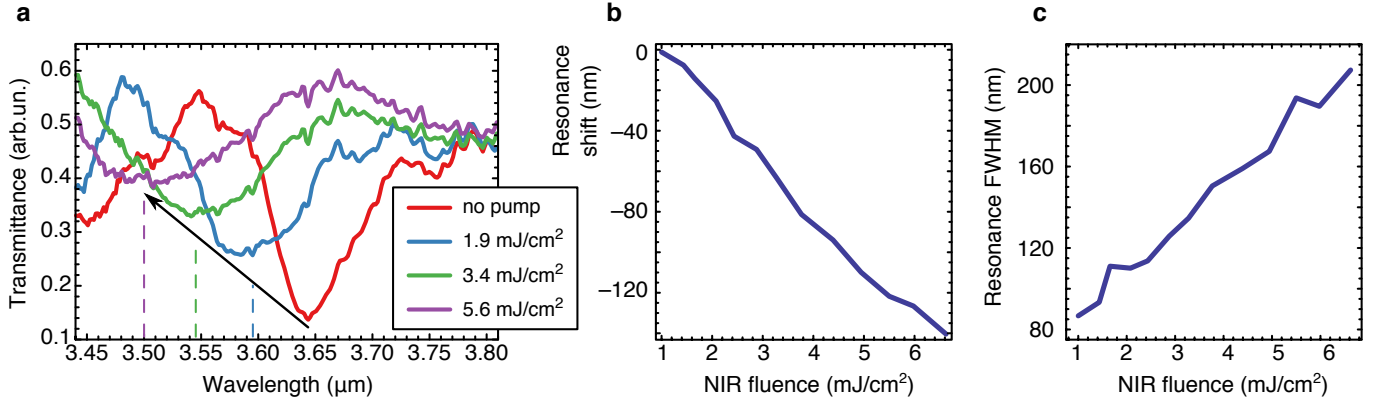 a
Transmittance (arb.un.)
0.6
0.5
0.4
0.3
0.2
0.1
3.45
3.50
3.55
3.60
3.65
3.70
3.75
3.80
Wavelength (μm)
no pump
1.9 mJ/cm²
3.4 mJ/cm²
5.6 mJ/cm²
b
Resonance
shift (nm)
0
−40
−80
−120
1
2
3
4
5
6
NIR fluence (mJ/cm²)
c
Resonance FWHM (nm)
200
160
120
80
1
2
3
4
5
6
NIR fluence (mJ/cm²)